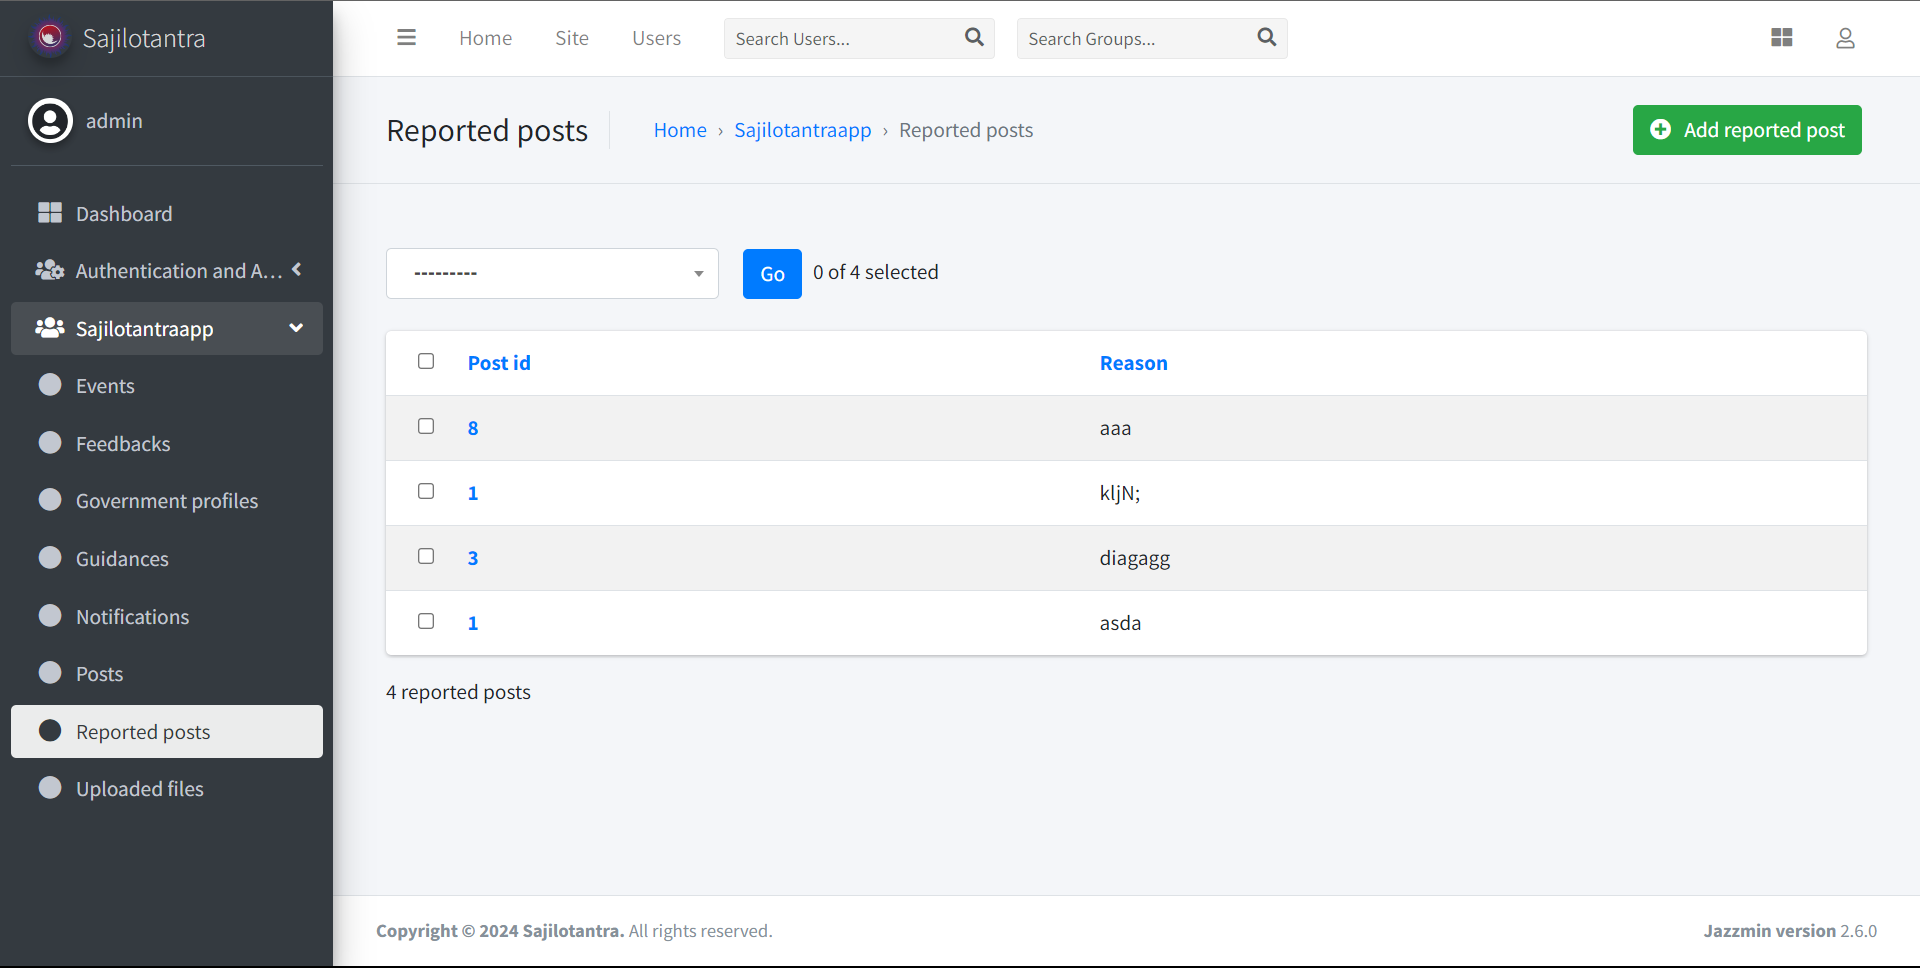 Sajilotantra
Home Site Users Search Users... Search Groups...
admin
Reported posts Home › Sajilotantraapp › Reported posts Add reported post
Dashboard
Authentication and A...
Sajilotantraapp
Events
Feedbacks
Government profiles
Guidances
Notifications
Posts
Reported posts
Uploaded files
--------- Go 0 of 4 selected
Post id Reason
8 aaa
1 kljN;
3 diagagg
1 asda
4 reported posts
Copyright © 2024 Sajilotantra. All rights reserved. Jazzmin version 2.6.0